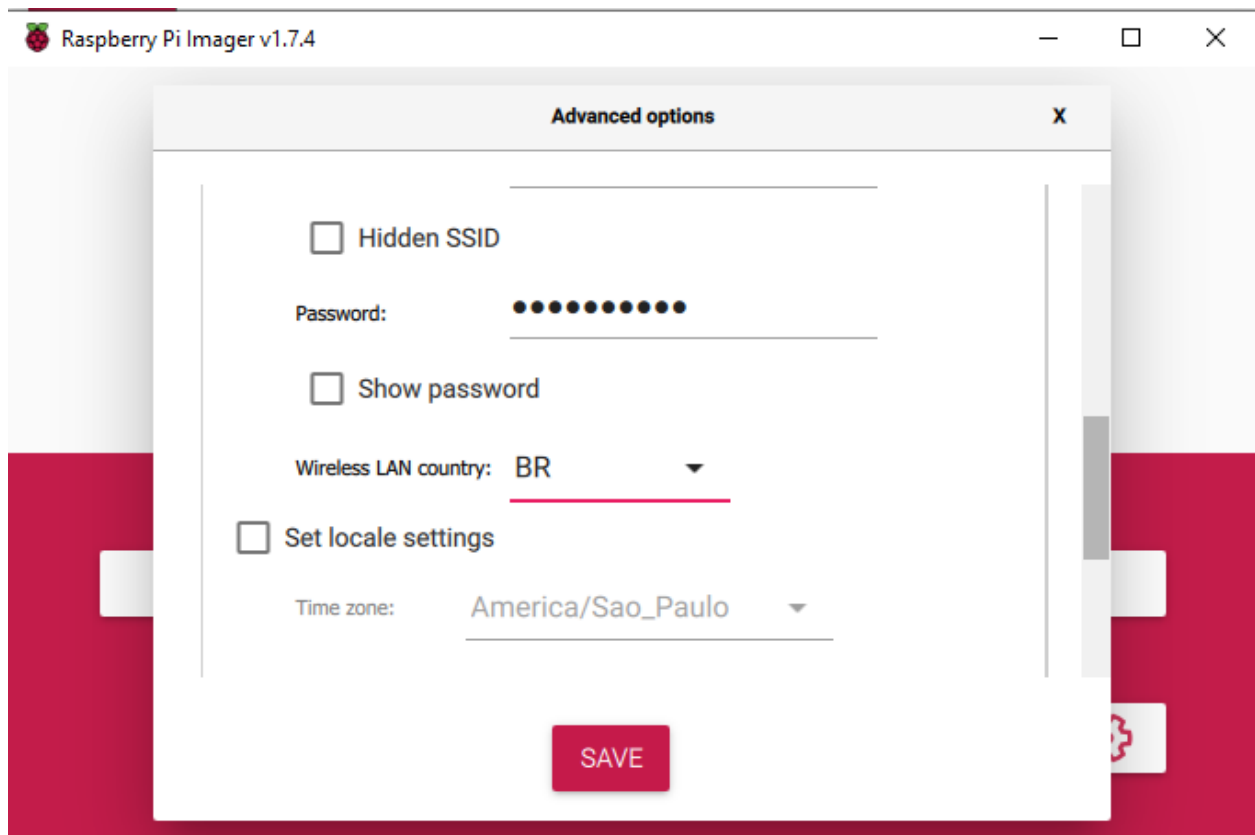 Raspberry Pi Imager v1.7.4
Advanced options X
Hidden SSID
Password: ••••••••••
Show password
Wireless LAN country: BR
Set locale settings
Time zone: America/Sao_Paulo
SAVE